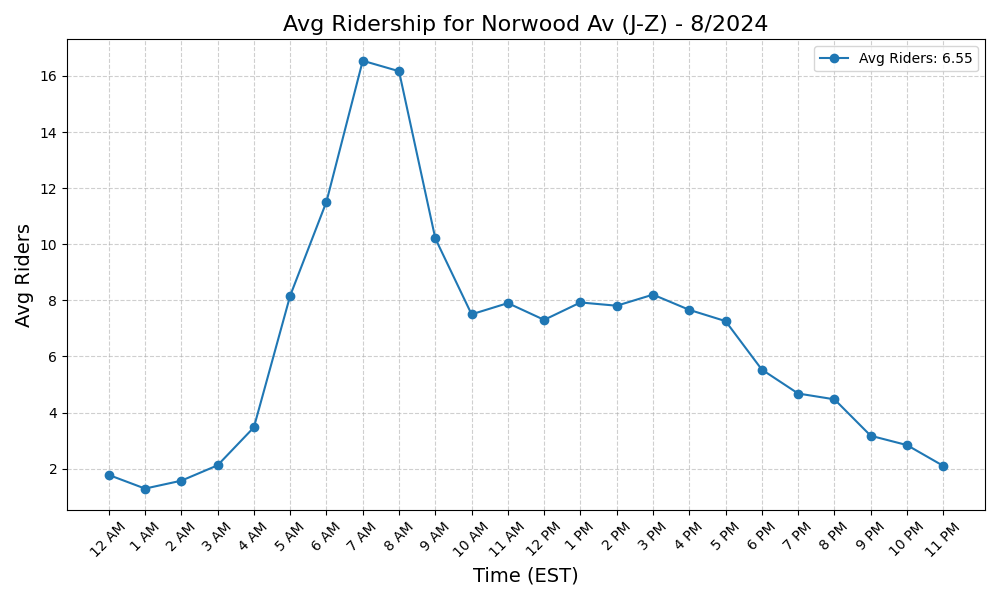 Avg Ridership for Norwood Av (J-Z) - 8/2024
Avg Riders: 6.55
Avg Riders
16
14
12
10
8
6
4
2
12 AM
1 AM
2 AM
3 AM
4 AM
5 AM
6 AM
7 AM
8 AM
9 AM
10 AM
11 AM
12 PM
1 PM
2 PM
3 PM
4 PM
5 PM
6 PM
7 PM
8 PM
9 PM
10 PM
11 PM
Time (EST)